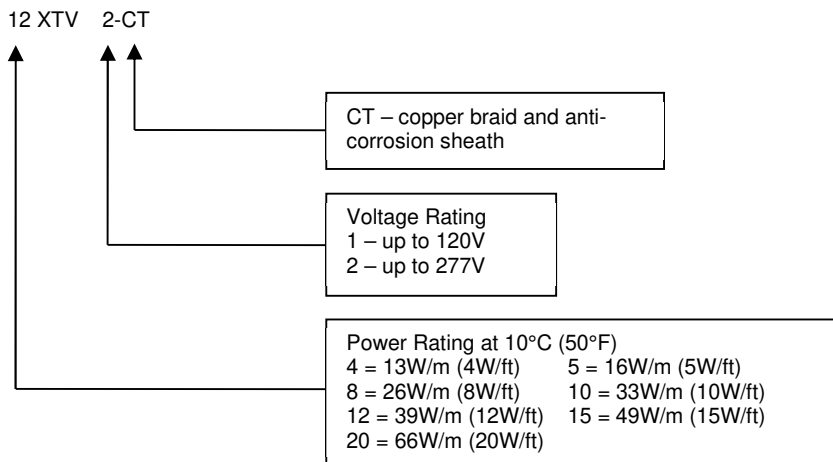 12 XTV 2-CT
CT – copper braid and anti-
corrosion sheath
Voltage Rating
1 – up to 120V
2 – up to 277V
Power Rating at 10°C (50°F)
4 = 13W/m (4W/ft) 5 = 16W/m (5W/ft)
8 = 26W/m (8W/ft) 10 = 33W/m (10W/ft)
12 = 39W/m (12W/ft) 15 = 49W/m (15W/ft)
20 = 66W/m (20W/ft)